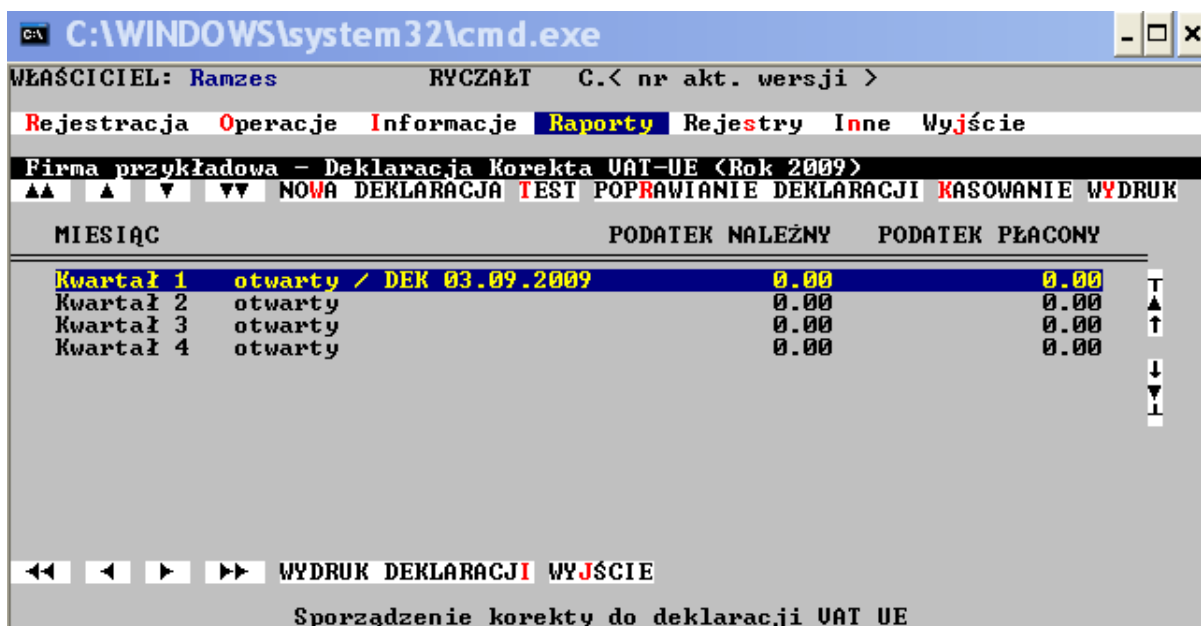 C:\WINDOWS\system32\cmd.exe
WŁAŚCICIEL: Ramzes RYCZAŁT C.< nr akt. wersji >
Rejestracja Operacje Informacje Raporty Rejestry Inne Wyjście
Firma przykładowa - Deklaracja Korekta VAT-UE (Rok 2009)
NOWA DEKLARACJA TEST POPRAWIANIE DEKLARACJI KASOWANIE WYDRUK
MIESIĄC PODATEK NALEŻNY PODATEK PŁACONY
Kwartał 1 otwarty / DEK 03.09.2009 0.00 0.00
Kwartał 2 otwarty 0.00 0.00
Kwartał 3 otwarty 0.00 0.00
Kwartał 4 otwarty 0.00 0.00
WYDRUK DEKLARACJI WYJŚCIE
Sporządzenie korekty do deklaracji VAT UE